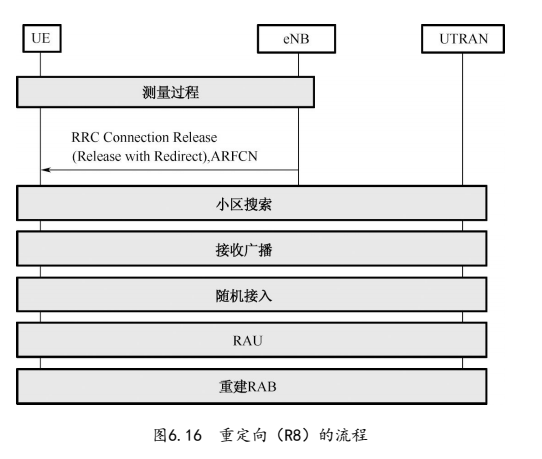 UE
eNB
UTRAN
测量过程
RRC Connection Release
(Release with Redirect),ARFCN
小区搜索
接收广播
随机接入
RAU
重建RAB
图6.16 重定向（R8）的流程